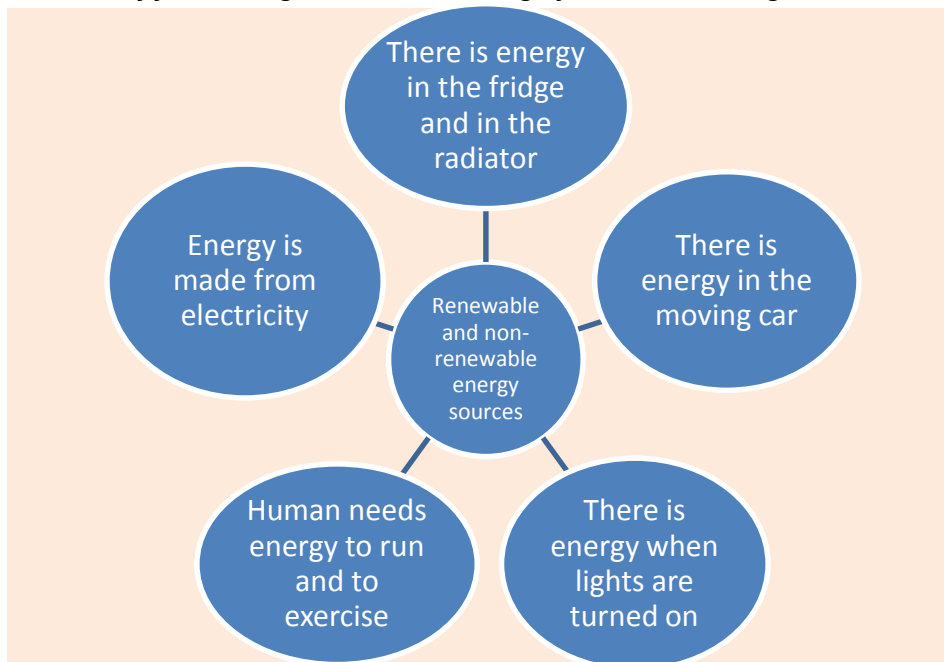 There is energy
in the fridge
and in the
radiator
Energy is
made from
electricity
There is
energy in the
moving car
Renewable
and non-
renewable
energy
sources
Human needs
energy to run
and to
exercise
There is
energy when
lights are
turned on